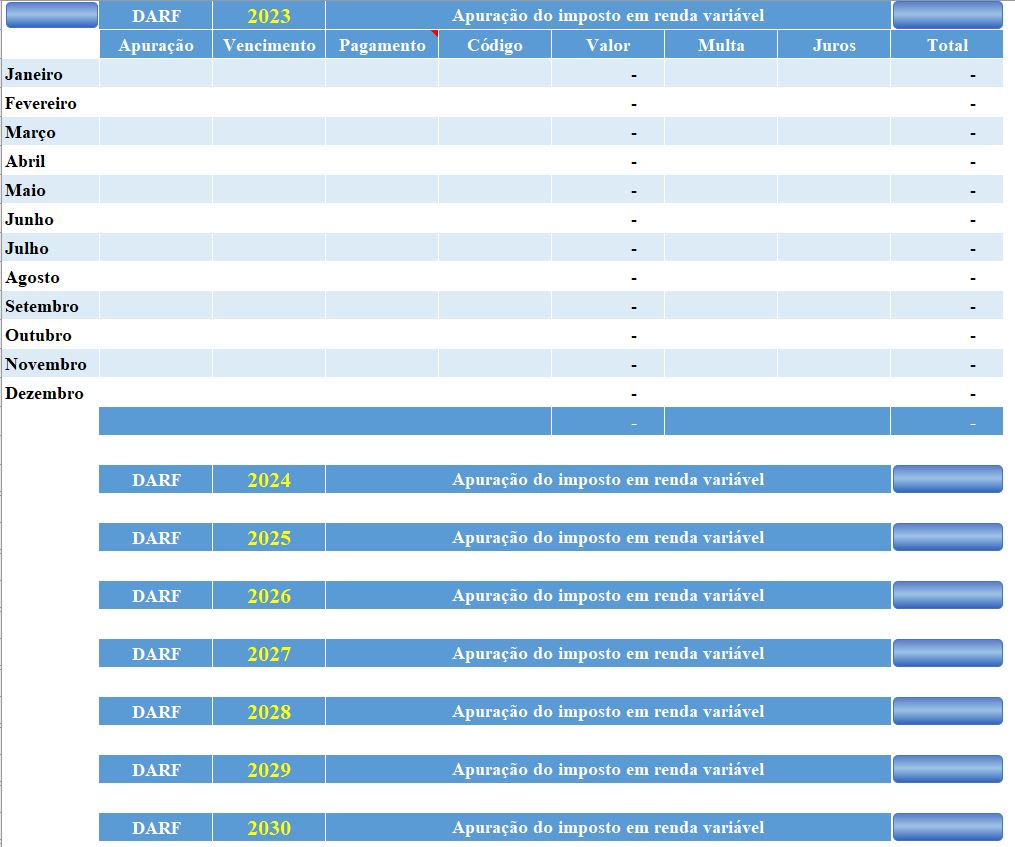 DARF 2023 Apuração do imposto em renda variável
Apuração Vencimento Pagamento Código Valor Multa Juros Total
Janeiro - -
Fevereiro - -
Março - -
Abril - -
Maio - -
Junho - -
Julho - -
Agosto - -
Setembro - -
Outubro - -
Novembro - -
Dezembro - -
- -
DARF 2024 Apuração do imposto em renda variável
DARF 2025 Apuração do imposto em renda variável
DARF 2026 Apuração do imposto em renda variável
DARF 2027 Apuração do imposto em renda variável
DARF 2028 Apuração do imposto em renda variável
DARF 2029 Apuração do imposto em renda variável
DARF 2030 Apuração do imposto em renda variável